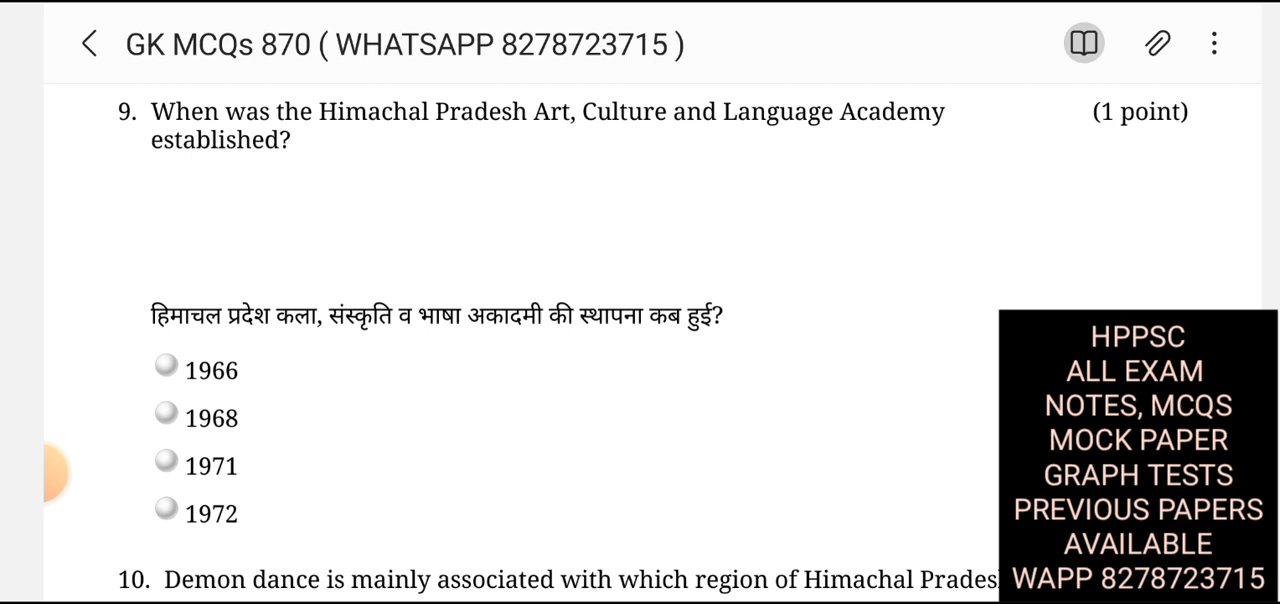 GK MCQs 870 ( WHATSAPP 8278723715 )
9. When was the Himachal Pradesh Art, Culture and Language Academy (1 point)
established?
हिमाचल प्रदेश कला, संस्कृति व भाषा अकादमी की स्थापना कब हुई?
1966
1968
1971
1972
10. Demon dance is mainly associated with which region of Himachal
HPPSC
ALL EXAM
NOTES, MCQS
MOCK PAPER
GRAPH TESTS
PREVIOUS PAPERS
AVAILABLE
WAPP 8278723715